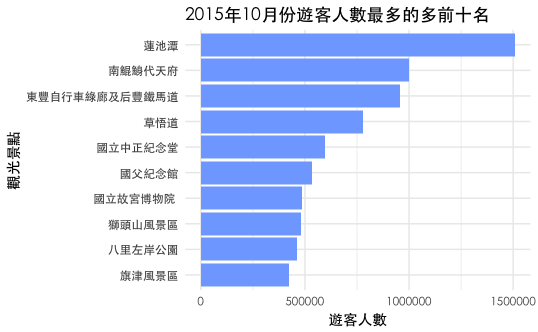 2015年10月份遊客人數最多的多前十名
蓮池潭
南鯤鯓代天府
東豐自行車綠廊及后豐鐵馬道
草悟道
國立中正紀念堂
國父紀念館
國立故宮博物院
獅頭山風景區
八里左岸公園
旗津風景區
觀光景點
0 500000 1000000 1500000
遊客人數